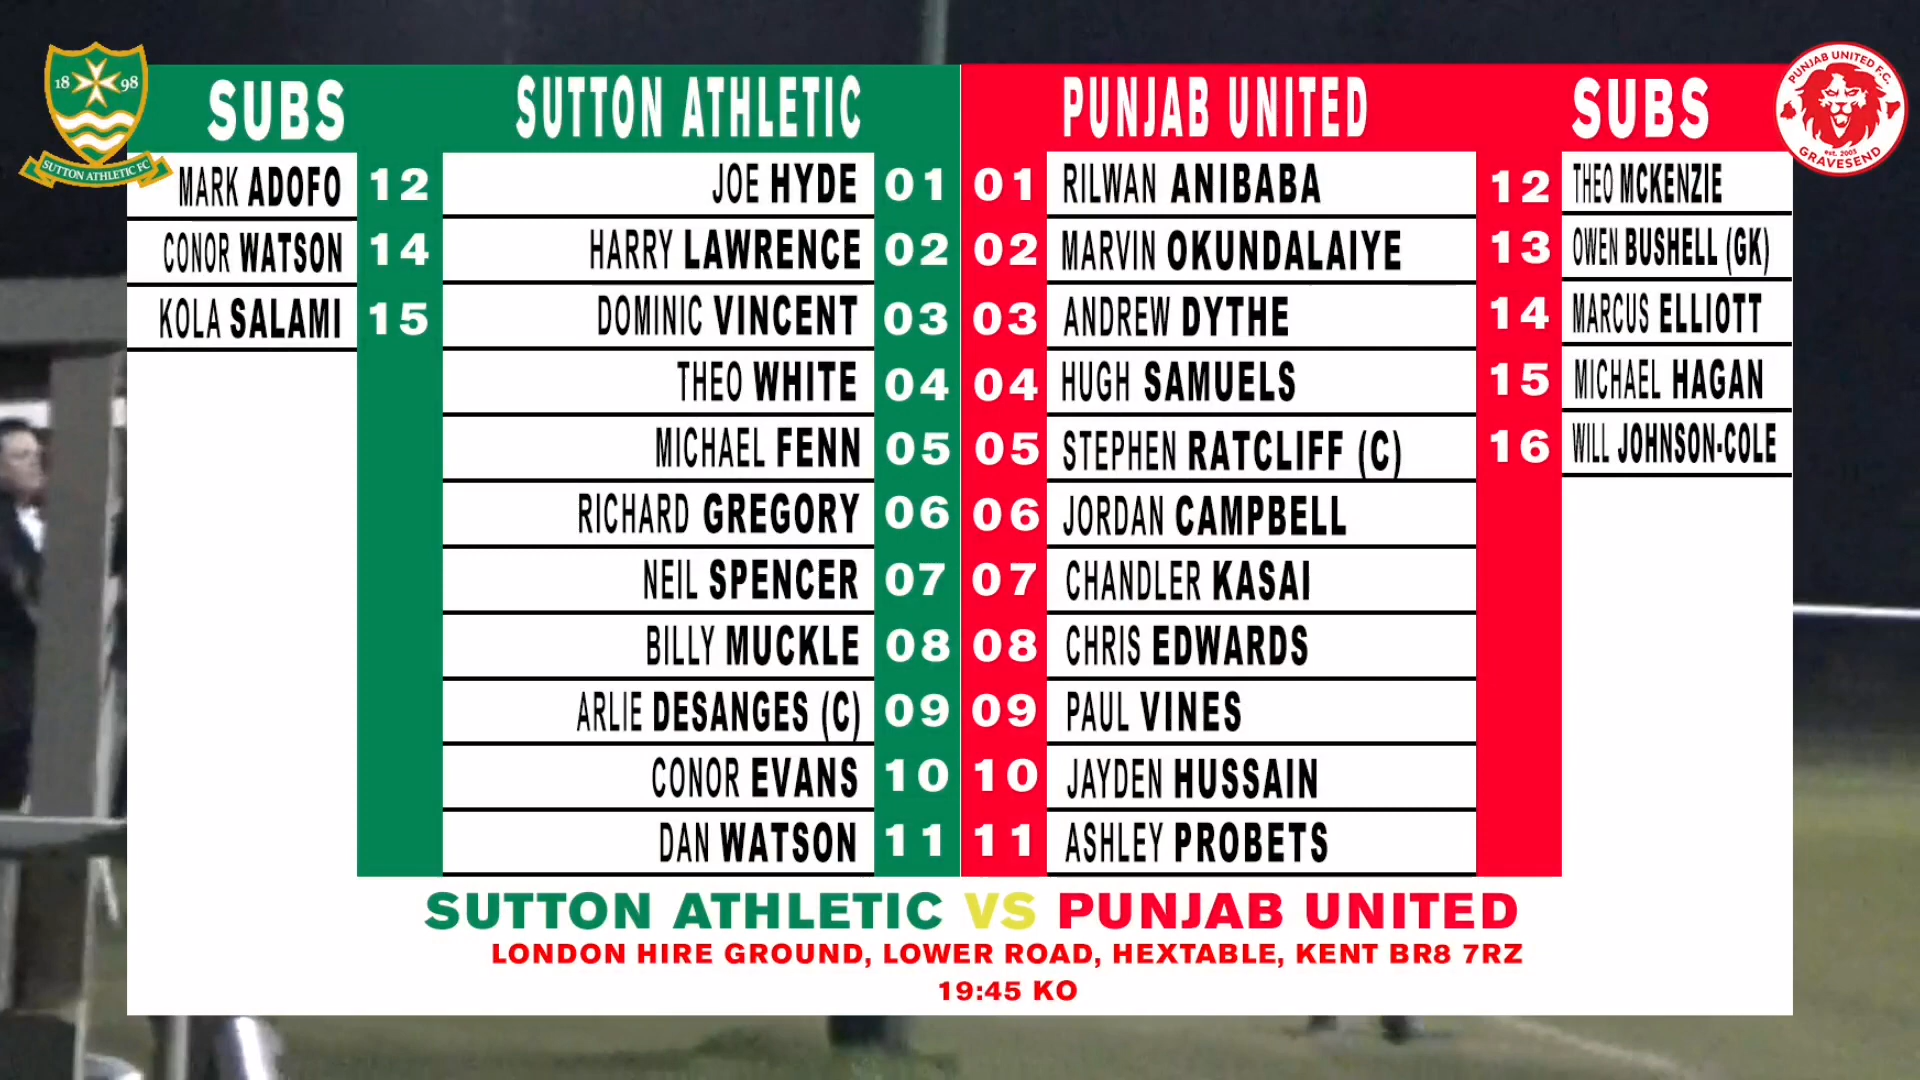 18 98
SUTTON ATHLETIC FC
SUBS
SUTTON ATHLETIC
PUNJAB UNITED
SUBS
PUNJAB UNITED F.C.
est. 2003
GRAVESEND
MARK ADOFO 12
CONOR WATSON 14
KOLA SALAMI 15
JOE HYDE 01
HARRY LAWRENCE 02
DOMINIC VINCENT 03
THEO WHITE 04
MICHAEL FENN 05
RICHARD GREGORY 06
NEIL SPENCER 07
BILLY MUCKLE 08
ARLIE DESANGES (C) 09
CONOR EVANS 10
DAN WATSON 11
01 RILWAN ANIBABA
02 MARVIN OKUNDALAIYE
03 ANDREW DYTHE
04 HUGH SAMUELS
05 STEPHEN RATCLIFF (C)
06 JORDAN CAMPBELL
07 CHANDLER KASAI
08 CHRIS EDWARDS
09 PAUL VINES
10 JAYDEN HUSSAIN
11 ASHLEY PROBETS
12 THEO MCKENZIE
13 OWEN BUSHELL (GK)
14 MARCUS ELLIOTT
15 MICHAEL HAGAN
16 WILL JOHNSON-COLE
SUTTON ATHLETIC VS PUNJAB UNITED
LONDON HIRE GROUND, LOWER ROAD, HEXTABLE, KENT BR8 7RZ
19:45 KO